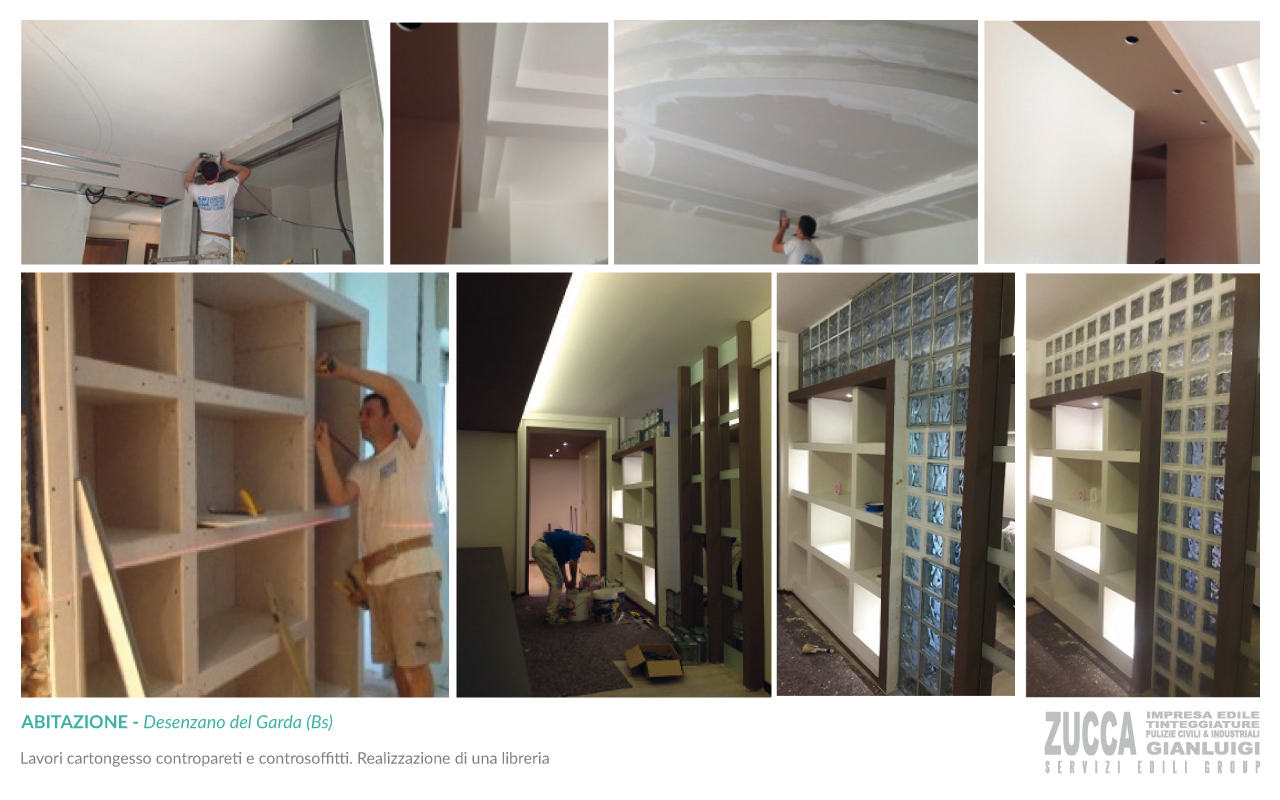 ABITAZIONE - Desenzano del Garda (Bs)
Lavori cartongesso contropareti e controsoffitti. Realizzazione di una libreria
ZUCCA
IMPRESA EDILE
TINTEGGIATURE
PULIZIE CIVILI & INDUSTRIALI
GIANLUIGI
SERVIZI EDILI GROUP